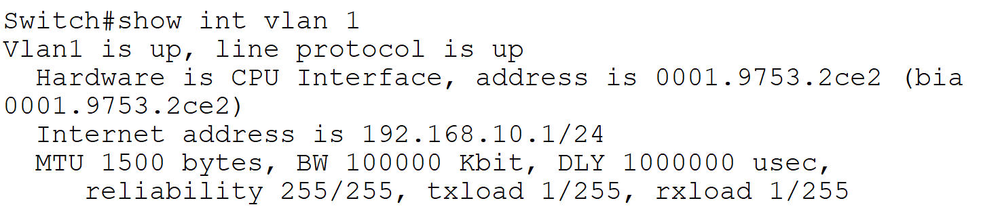 Switch#show int vlan 1
Vlan1 is up, line protocol is up
  Hardware is CPU Interface, address is 0001.9753.2ce2 (bia
0001.9753.2ce2)
  Internet address is 192.168.10.1/24
  MTU 1500 bytes, BW 100000 Kbit, DLY 1000000 usec,
     reliability 255/255, txload 1/255, rxload 1/255